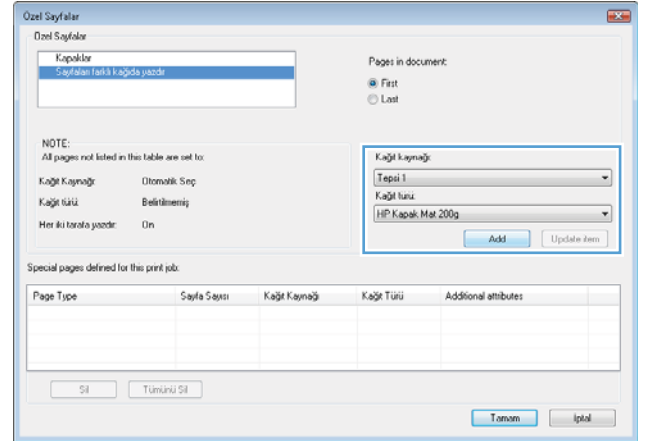 Özel Sayfalar
Özel Sayfalar
Kapaklar
Sayfaları farklı kağıda yazdır
Pages in document:
First
Last
NOTE:
All pages not listed in this table are set to:
Kağıt Kaynağı: Otomatik Seç
Kağıt türü: Belirtilmemiş
Her iki tarafa yazdır: On
Kağıt kaynağı:
Tepsi 1
Kağıt türü:
HP Kapak Mat 200g
Add Update item
Special pages defined for this print job:
Page Type Sayfa Sayısı Kağıt Kaynağı Kağıt Türü Additional attributes
Sil Tümünü Sil
Tamam İptal